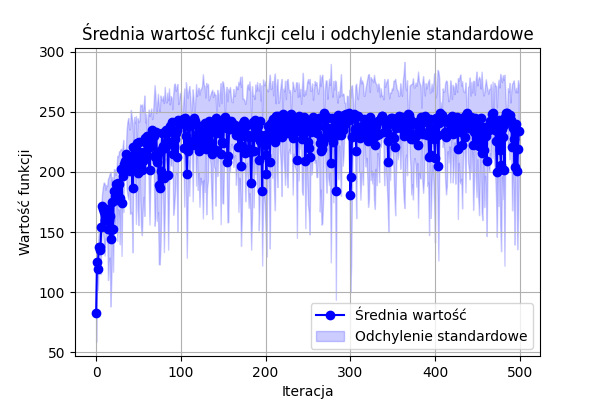 Średnia wartość funkcji celu i odchylenie standardowe
300
250
200
150
100
50
Wartość funkcji
0
100
200
300
400
500
Iteracja
Średnia wartość
Odchylenie standardowe